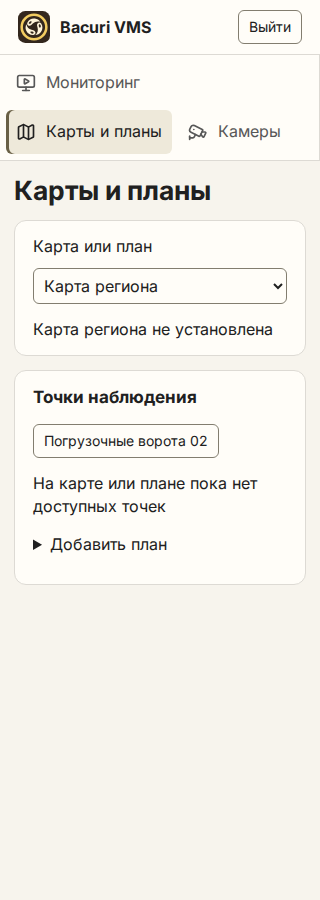 Bacuri VMS
Выйти
Мониторинг
Карты и планы
Камеры
Карты и планы
Карта или план
Карта региона
Карта региона не установлена
Точки наблюдения
Погрузочные ворота 02
На карте или плане пока нет
доступных точек
Добавить план